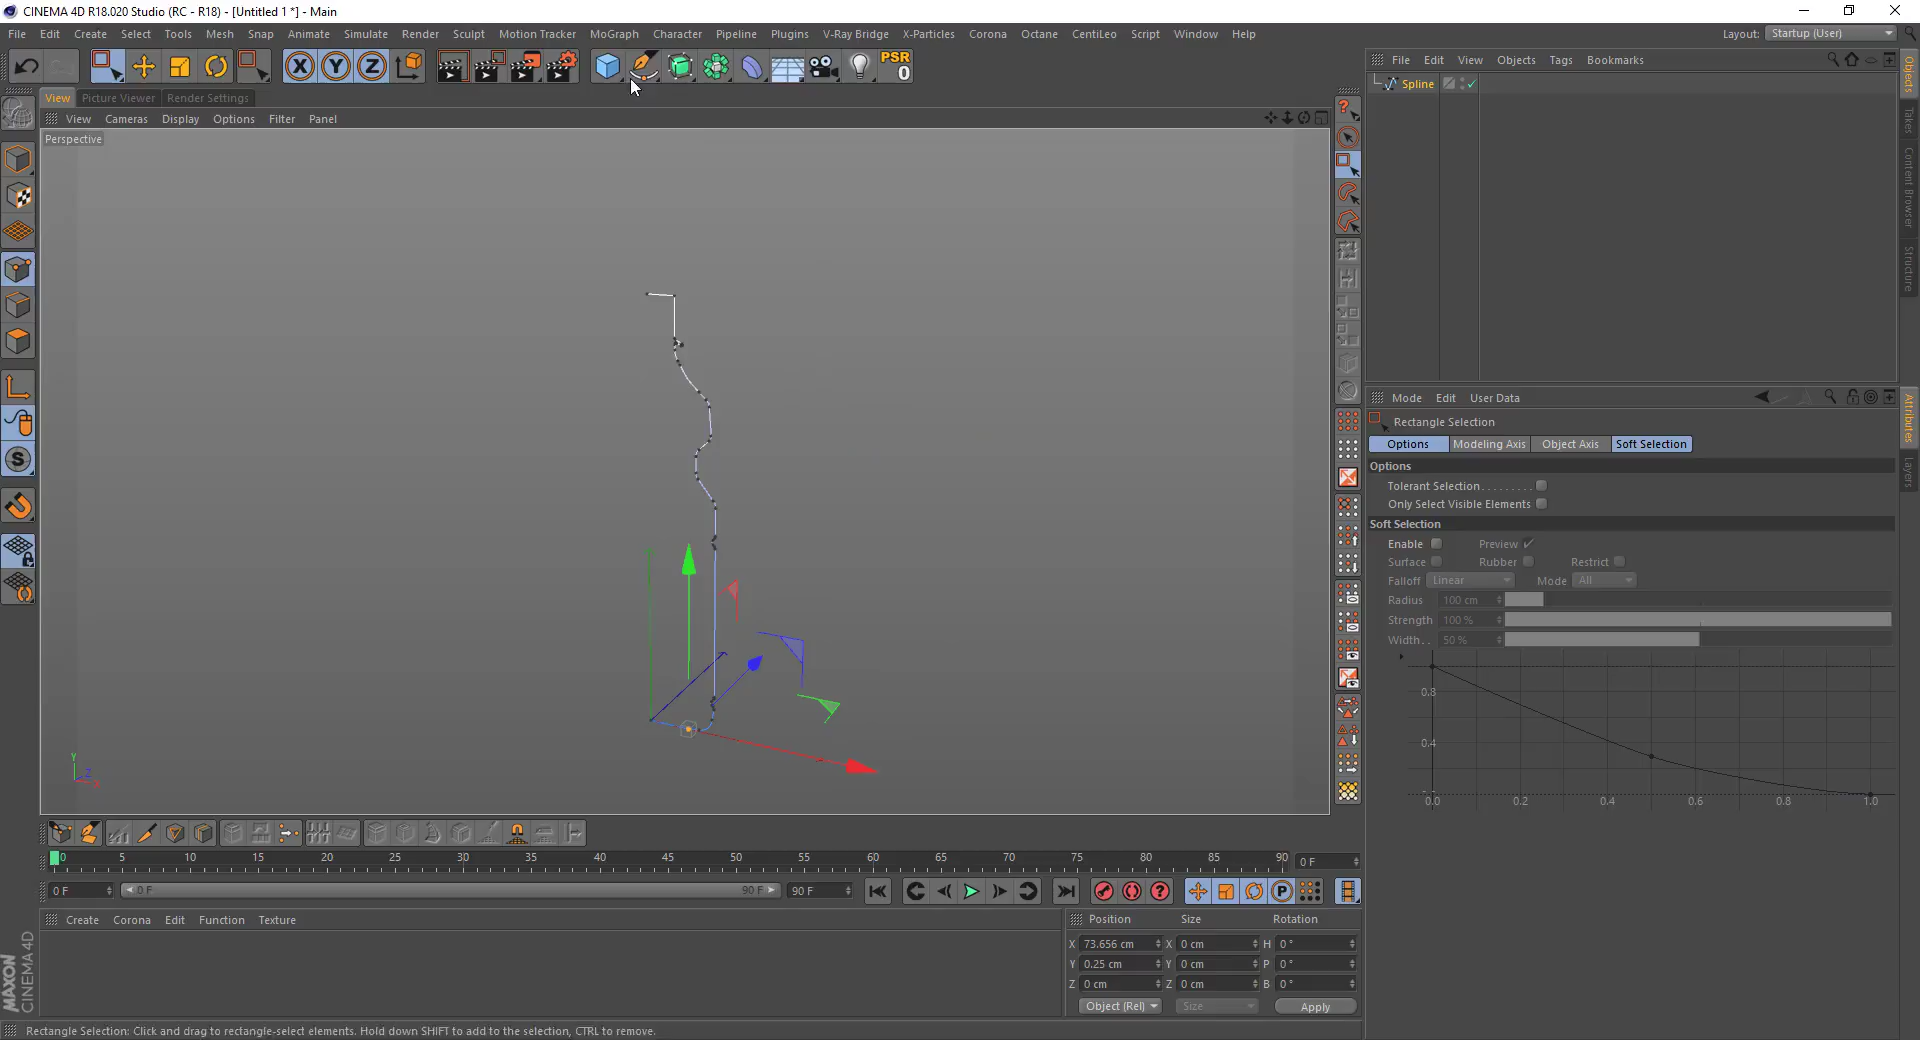 CINEMA 4D R18.020 Studio (RC - R18) - [Untitled 1 *] - Main
File Edit Create Select Tools Mesh Snap Animate Simulate Render Sculpt Motion Tracker MoGraph Character Pipeline Plugins V-Ray Bridge X-Particles Corona Octane CentiLeo Script Window Help Layout: Startup (User)
X Y Z PSR 0
File Edit View Objects Tags Bookmarks
View Picture Viewer Render Settings
Spline
View Cameras Display Options Filter Panel
Perspective
Objects
Takes
Content Browser
Structure
Mode Edit User Data
Rectangle Selection
Options Modeling Axis Object Axis Soft Selection
Options
Tolerant Selection . . . . . . . . .
Only Select Visible Elements
Soft Selection
Enable Preview
Surface Rubber Restrict
Falloff Linear Mode All
Radius 100 cm
Strength 100 %
Width . . 50 %
0.8
0.4
0.0 0.2 0.4 0.6 0.8 1.0
Attributes
Layers
S
Y
Z
0 5 10 15 20 25 30 35 40 45 50 55 60 65 70 75 80 85 90 0 F
0 F 0 F 90 F 90 F P
Create Corona Edit Function Texture
Position Size Rotation
X 73.656 cm X 0 cm H 0 °
Y 0.25 cm Y 0 cm P 0 °
Z 0 cm Z 0 cm B 0 °
Object (Rel) Size Apply
MAXON
CINEMA 4D
Rectangle Selection: Click and drag to rectangle-select elements. Hold down SHIFT to add to the selection, CTRL to remove.